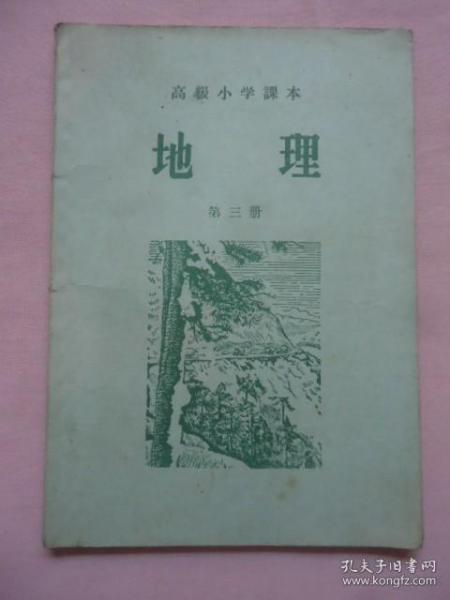 高級小学課本
地理
第三册
孔夫子旧书网
www.kongfz.com